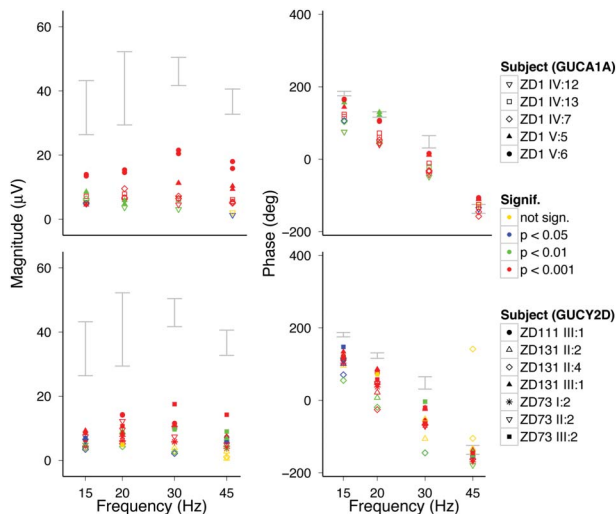 60
40
20
0
200
0
−200
Magnitude (μV)
Phase (deg)
60
40
20
0
200
0
−200
15 20 30 45
Frequency (Hz)
15 20 30 45
Frequency (Hz)
Subject (GUCA1A)
ZD1 IV:12
ZD1 IV:13
ZD1 IV:7
ZD1 V:5
ZD1 V:6
Signif.
not sign.
p < 0.05
p < 0.01
p < 0.001
Subject (GUCY2D)
ZD111 III:1
ZD131 II:2
ZD131 II:4
ZD131 III:1
ZD73 I:2
ZD73 II:2
ZD73 III:2